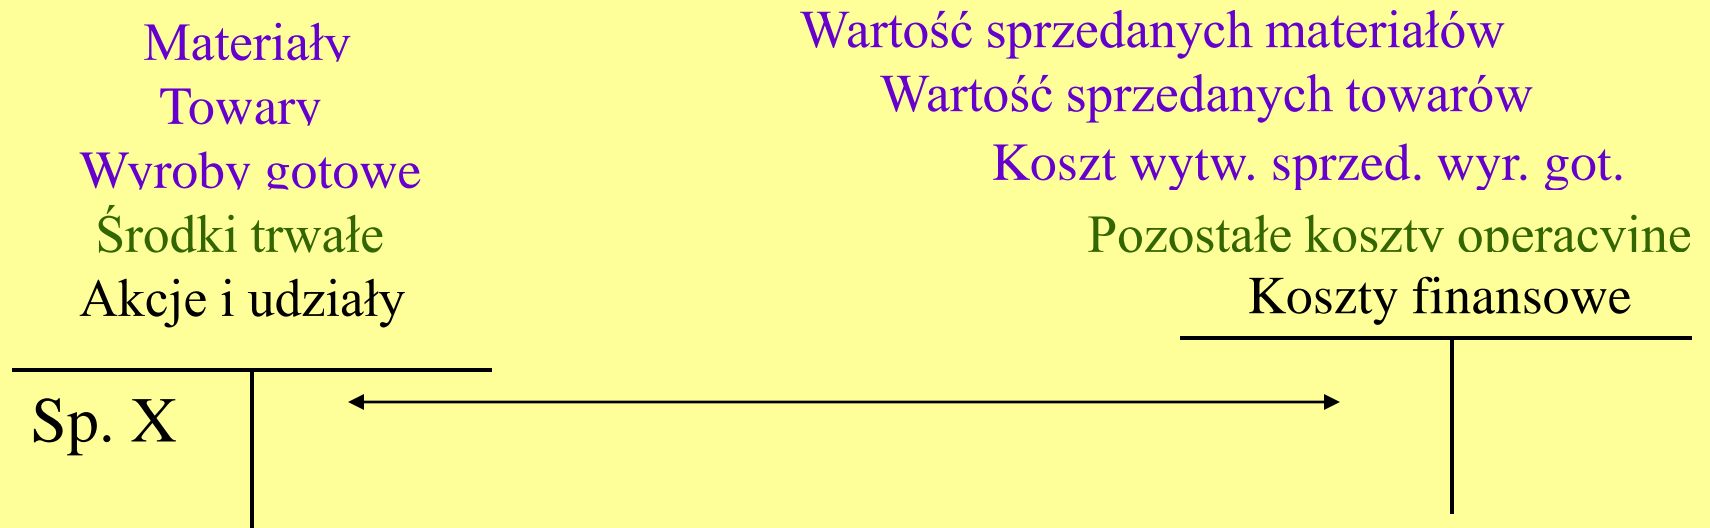 Materiały
Towary
Wyroby gotowe
Środki trwałe
Akcje i udziały
Sp. X
Wartość sprzedanych materiałów
Wartość sprzedanych towarów
Koszt wytw. sprzed. wyr. got.
Pozostałe koszty operacyjne
Koszty finansowe